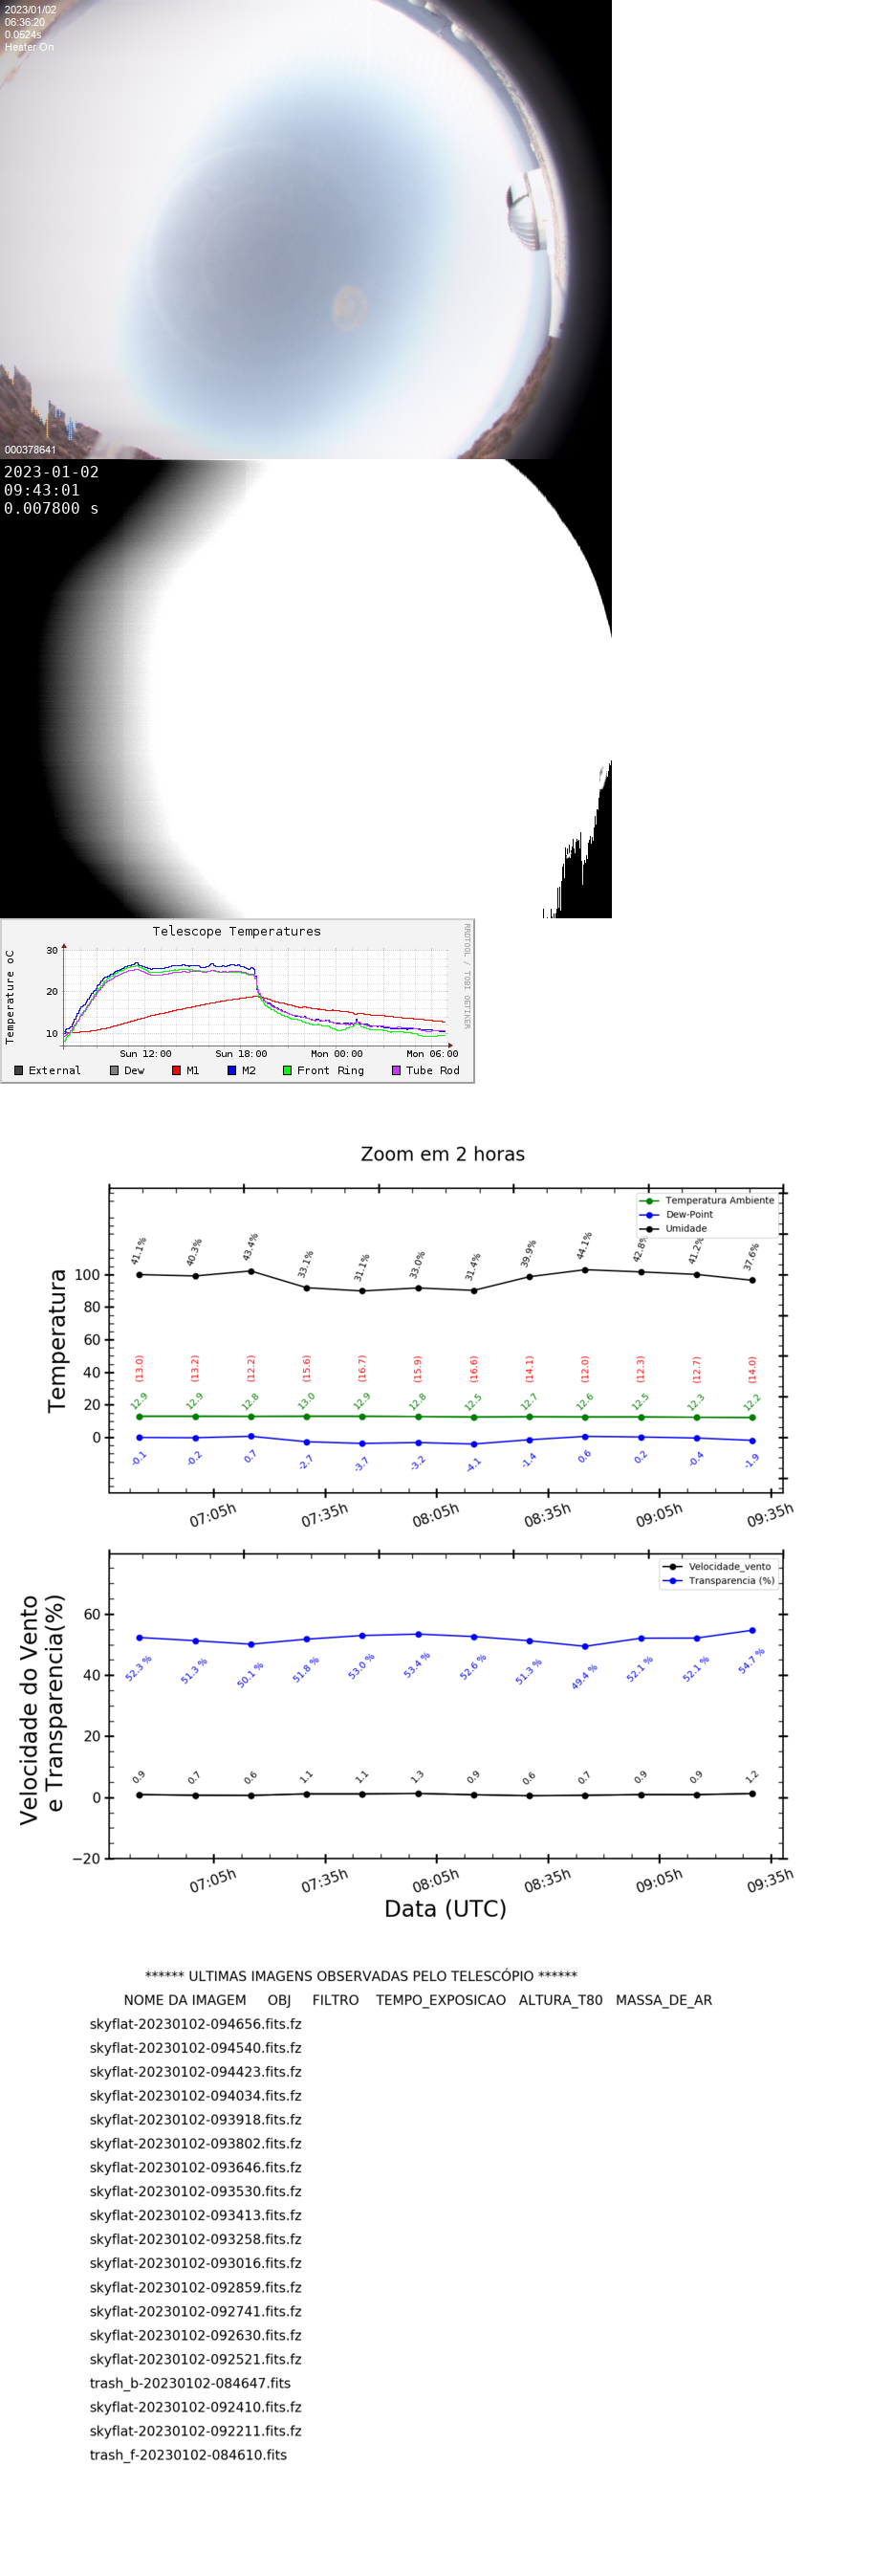 2023/01/02
06:36:20
0.0524s
Heater On
000378641
2023-01-02
09:43:01
0.007800 s
Telescope Temperatures
RRDTOOL / TOBI OETIKER
Temperature oC
30
20
10
Sun 12:00 Sun 18:00 Mon 00:00 Mon 06:00
External Dew M1 M2 Front Ring Tube Rod
Zoom em 2 horas
Temperatura Ambiente
Dew-Point
Umidade
Temperatura
100
80
60
40
20
0
41.1% 40.3% 43.4% 33.1% 31.1% 33.0% 31.4% 39.9% 44.1% 42.8% 41.2% 37.6%
(13.0) (13.2) (12.2) (15.6) (16.7) (15.9) (16.6) (14.1) (12.0) (12.3) (12.7) (14.0)
12.9 12.9 12.8 13.0 12.9 12.8 12.5 12.7 12.6 12.5 12.3 12.2
-0.1 -0.2 0.7 -2.7 -3.7 -3.2 -4.1 -1.4 0.6 0.2 -0.4 -1.9
07:05h 07:35h 08:05h 08:35h 09:05h 09:35h
Velocidade_vento
Transparencia (%)
Velocidade do Vento
e Transparencia(%)
60
40
20
0
−20
52.3 % 51.3 % 50.1 % 51.8 % 53.0 % 53.4 % 52.6 % 51.3 % 49.4 % 52.1 % 52.1 % 54.7 %
0.9 0.7 0.6 1.1 1.1 1.3 0.9 0.6 0.7 0.9 0.9 1.2
07:05h 07:35h 08:05h 08:35h 09:05h 09:35h
Data (UTC)
****** ULTIMAS IMAGENS OBSERVADAS PELO TELESCÓPIO ******
NOME DA IMAGEM OBJ FILTRO TEMPO_EXPOSICAO ALTURA_T80 MASSA_DE_AR
skyflat-20230102-094656.fits.fz
skyflat-20230102-094540.fits.fz
skyflat-20230102-094423.fits.fz
skyflat-20230102-094034.fits.fz
skyflat-20230102-093918.fits.fz
skyflat-20230102-093802.fits.fz
skyflat-20230102-093646.fits.fz
skyflat-20230102-093530.fits.fz
skyflat-20230102-093413.fits.fz
skyflat-20230102-093258.fits.fz
skyflat-20230102-093016.fits.fz
skyflat-20230102-092859.fits.fz
skyflat-20230102-092741.fits.fz
skyflat-20230102-092630.fits.fz
skyflat-20230102-092521.fits.fz
trash_b-20230102-084647.fits
skyflat-20230102-092410.fits.fz
skyflat-20230102-092211.fits.fz
trash_f-20230102-084610.fits